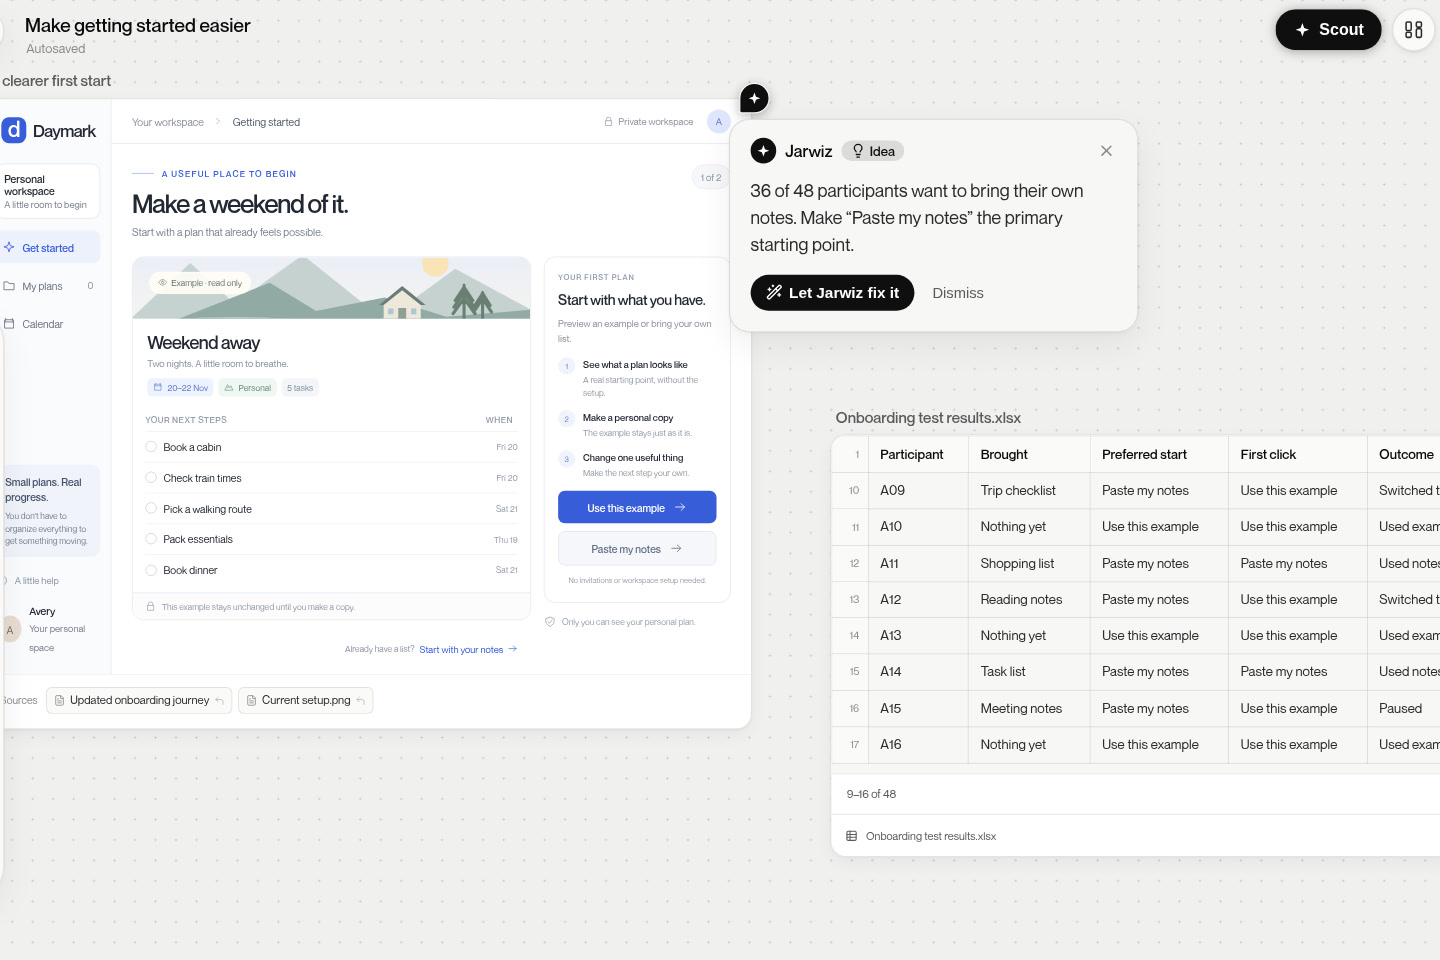 Make getting started easier
Autosaved
Scout
clearer first start
d Daymark
Personal
workspace
A little room to begin
Get started
My plans 0
Calendar
Small plans. Real
progress.
You don't have to
organize everything to
get something moving.
A little help
A
Avery
Your personal
space
Your workspace
Getting started
Private workspace
A
A USEFUL PLACE TO BEGIN
1 of 2
Make a weekend of it.
Start with a plan that already feels possible.
Example · read only
Weekend away
Two nights. A little room to breathe.
20–22 Nov
Personal
5 tasks
YOUR NEXT STEPS WHEN
Book a cabin Fri 20
Check train times Fri 20
Pick a walking route Sat 21
Pack essentials Thu 19
Book dinner Sat 21
This example stays unchanged until you make a copy.
Already have a list? Start with your notes
YOUR FIRST PLAN
Start with what you have.
Preview an example or bring your own
list.
1 See what a plan looks like
A real starting point, without the
setup.
2 Make a personal copy
The example stays just as it is.
3 Change one useful thing
Make the next step your own.
Use this example
Paste my notes
No invitations or workspace setup needed.
Only you can see your personal plan.
Sources
Updated onboarding journey
Current setup.png
Jarwiz
Idea
36 of 48 participants want to bring their own
notes. Make “Paste my notes” the primary
starting point.
Let Jarwiz fix it
Dismiss
Onboarding test results.xlsx
1 Participant Brought Preferred start First click Outcome
10 A09 Trip checklist Paste my notes Use this example Switched
11 A10 Nothing yet Use this example Use this example Used
12 A11 Shopping list Paste my notes Paste my notes Used
13 A12 Reading notes Paste my notes Use this example Switched
14 A13 Nothing yet Use this example Use this example Used
15 A14 Task list Paste my notes Paste my notes Used
16 A15 Meeting notes Paste my notes Use this example Paused
17 A16 Nothing yet Use this example Use this example Used
9–16 of 48
Onboarding test results.xlsx